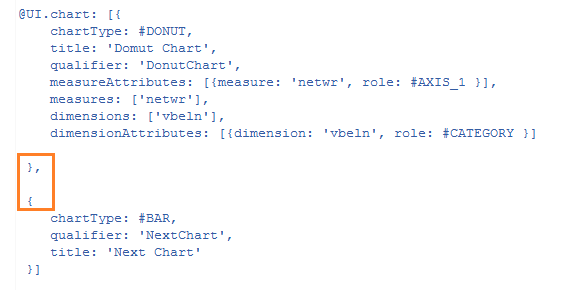 @UI.chart: [{
chartType: #DONUT,
title: 'Domut Chart',
qualifier: 'DonutChart',
measureAttributes: [{measure: 'netwr', role: #AXIS_1 }],
measures: ['netwr'],
dimensions: ['vbeln'],
dimensionAttributes: [{dimension: 'vbeln', role: #CATEGORY }]
},
{
chartType: #BAR,
qualifier: 'NextChart',
title: 'Next Chart'
}]